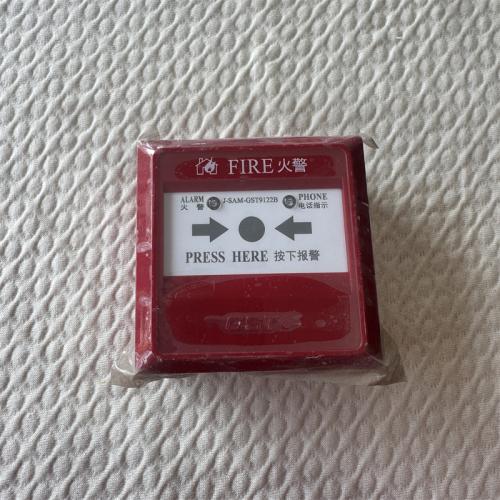 FIRE 火警
ALARM J-SAM-GST9122B PHONE
火 警 电话指示
PRESS HERE 按下报警
GST